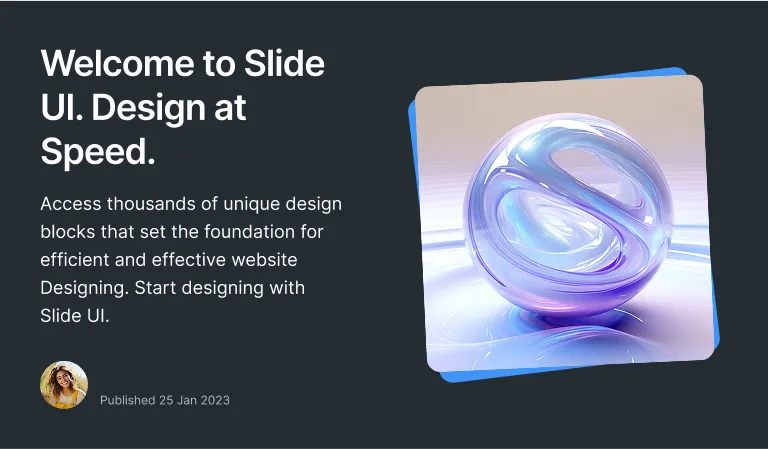 Welcome to Slide
UI. Design at
Speed.
Access thousands of unique design
blocks that set the foundation for
efficient and effective website
Designing. Start designing with
Slide UI.
Published 25 Jan 2023